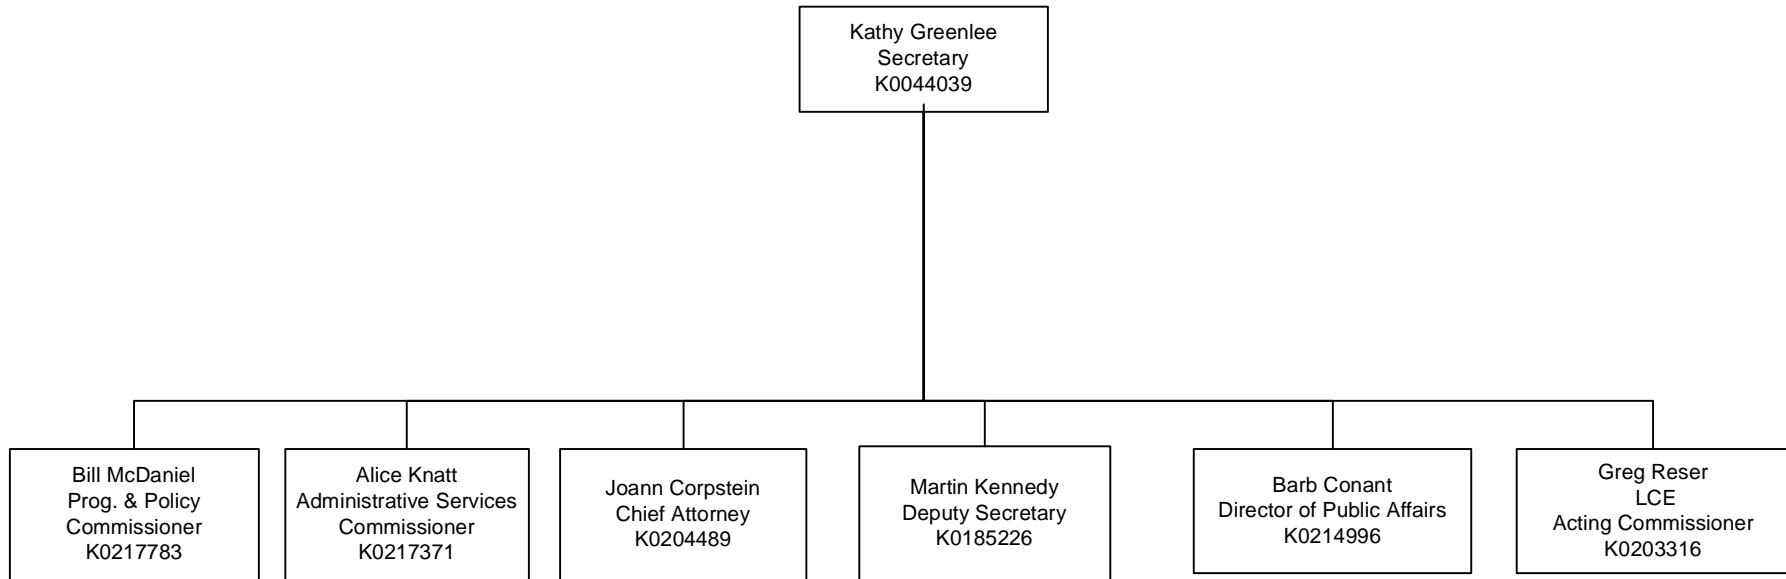 Kathy Greenlee
Secretary
K0044039
Bill McDaniel
Prog. & Policy
Commissioner
K0217783
Alice Knatt
Administrative Services
Commissioner
K0217371
Joann Corpstein
Chief Attorney
K0204489
Martin Kennedy
Deputy Secretary
K0185226
Barb Conant
Director of Public Affairs
K0214996
Greg Reser
LCE
Acting Commissioner
K0203316